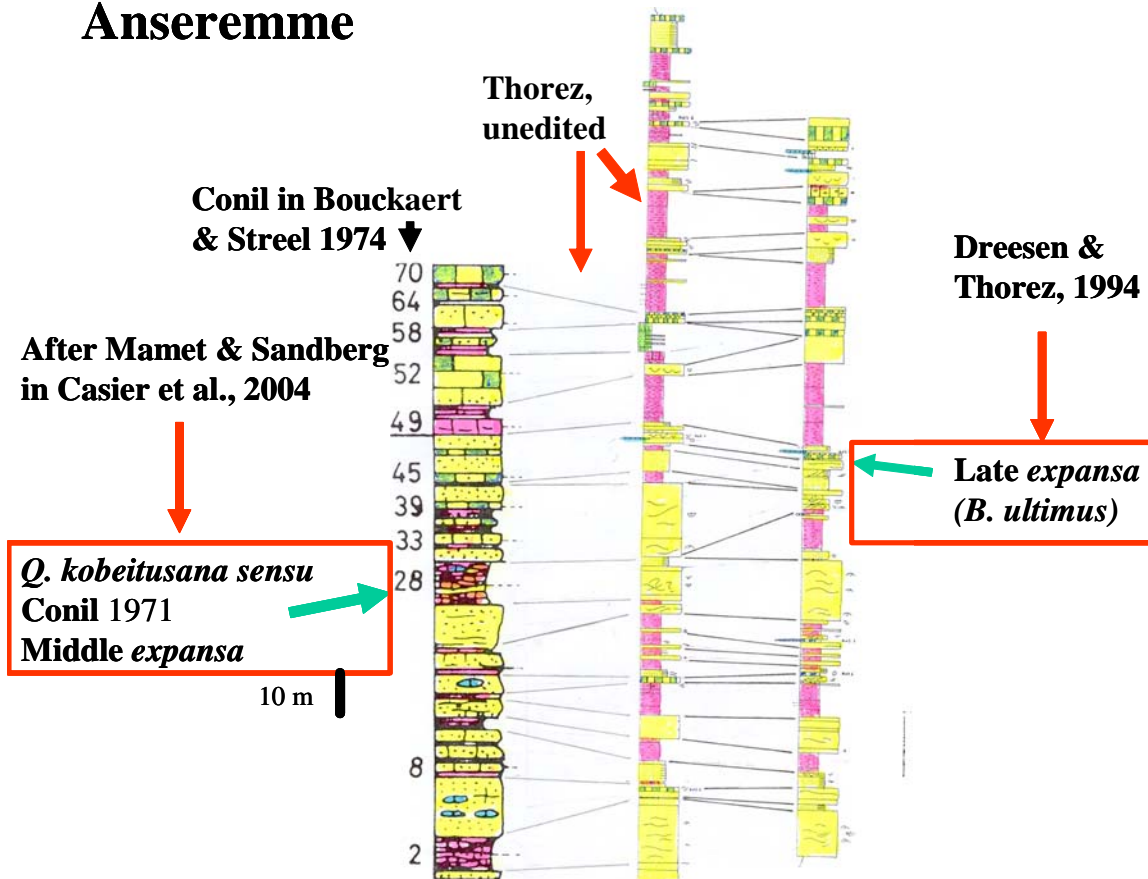 Anseremme
Thorez,
unedited
Conil in Bouckaert
& Streel 1974
Dreesen &
Thorez, 1994
After Mamet & Sandberg
in Casier et al., 2004
70
64
58
52
49
45
39
33
28
8
2
Late expansa
(B. ultimus)
Q. kobeitusana sensu
Conil 1971
Middle expansa
10 m